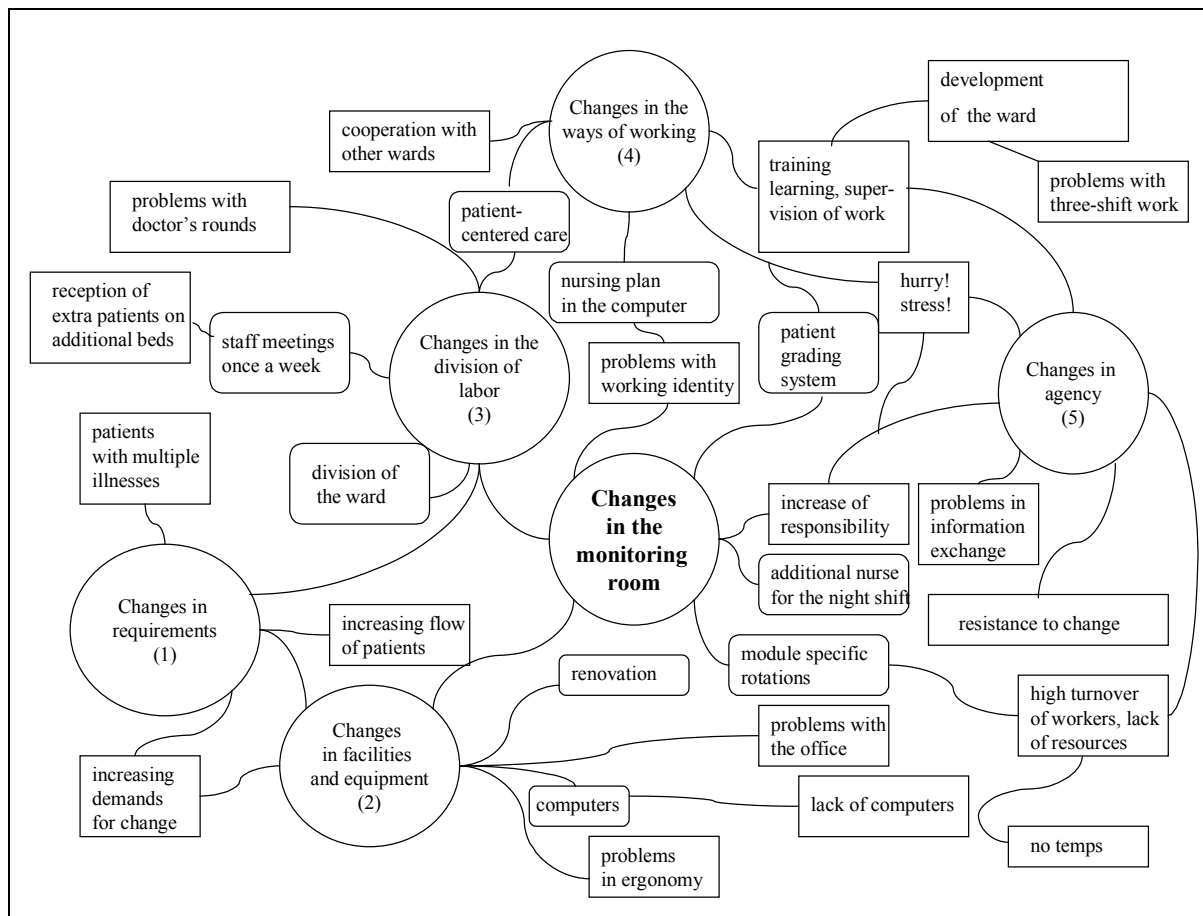 Changes in the
ways of working
(4)
development
of the ward
cooperation with
other wards
training
learning, super-
vision of work
problems with
three-shift work
problems with
doctor's rounds
patient-
centered care
nursing plan
in the computer
hurry!
stress!
reception of
extra patients on
additional beds
staff meetings
once a week
Changes in the
division of
labor
(3)
problems with
working identity
patient
grading
system
Changes in
agency
(5)
patients
with multiple
illnesses
division of
the ward
Changes
in the
monitoring
room
increase of
responsibility
problems in
information
exchange
additional nurse
for the night shift
Changes in
requirements
(1)
increasing flow
of patients
resistance to change
renovation
module specific
rotations
high turnover
of workers, lack
of resources
Changes
in facilities
and equipment
(2)
problems with
the office
increasing
demands
for change
computers
lack of computers
no temps
problems
in ergonomy